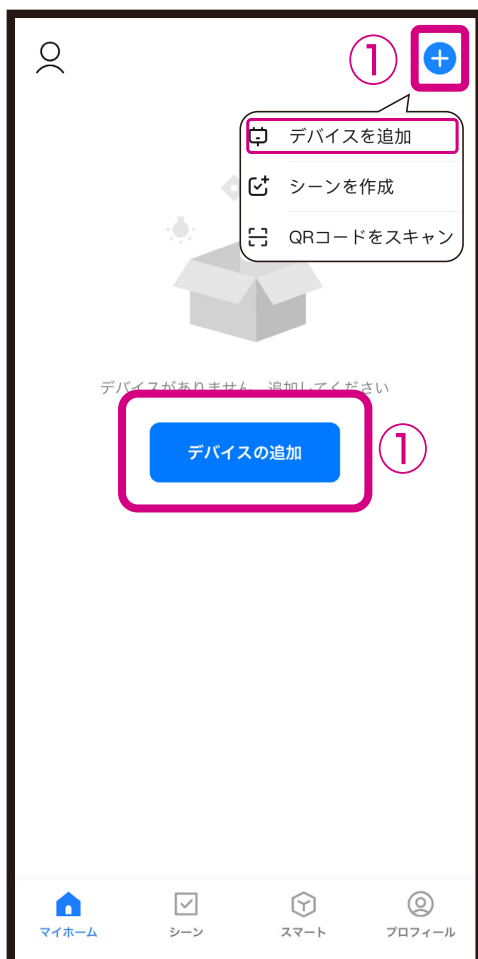 ①
デバイスを追加
シーンを作成
QRコードをスキャン
デバイスがありません、追加してください
デバイスの追加
①
マイホーム
シーン
スマート
プロフィール